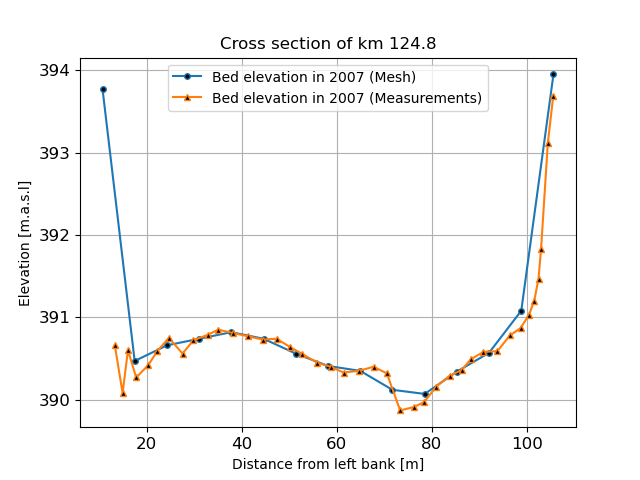 Cross section of km 124.8
Bed elevation in 2007 (Mesh)
Bed elevation in 2007 (Measurements)
Elevation [m.a.s.l]
394
393
392
391
390
20 40 60 80 100
Distance from left bank [m]